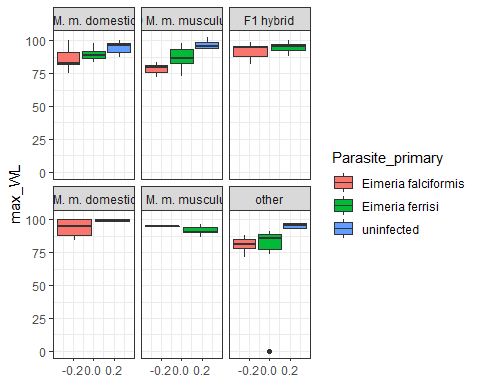 M. m. domestic
M. m. musculu
F1 hybrid
100
75
50
25
0
M. m. domestic
M. m. musculu
other
100
75
50
25
0
-0.20.0 0.2
-0.20.0 0.2
-0.20.0 0.2
max_WL
Parasite_primary
Eimeria falciformis
Eimeria ferrisi
uninfected